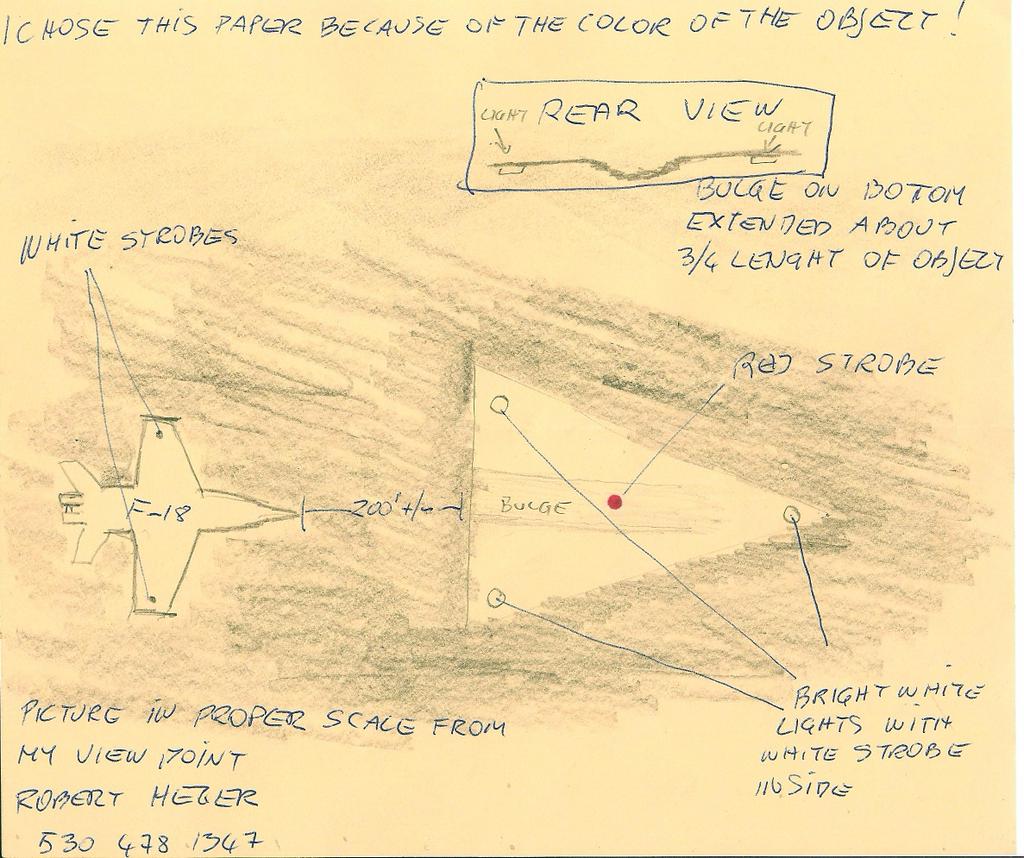 I CHOSE THIS PAPER BECAUSE OF THE COLOR OF THE OBJECT!
REAR VIEW
LIGHT
LIGHT
BULGE ON BOTOM
EXTENDED ABOUT
3/4 LENGHT OF OBJECT
WHITE STROBES
RED STROBE
F-18
200' +/-
BULGE
BRIGHT WHITE
LIGHTS WITH
WHITE STROBE
INSIDE
PICTURE IN PROPER SCALE FROM
MY VIEW POINT
ROBERT HEGER
530 478 1347